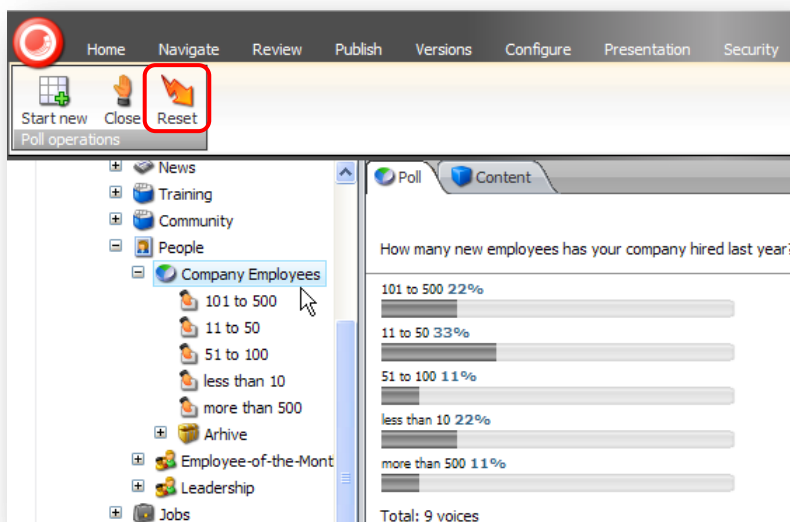 Home Navigate Review Publish Versions Configure Presentation Security
Start new Close Reset
Poll operations
News
Training
Community
People
Company Employees
101 to 500
11 to 50
51 to 100
less than 10
more than 500
Arhive
Employee-of-the-Mont
Leadership
Jobs
Poll Content
How many new employees has your company hired last year?
101 to 500 22%
11 to 50 33%
51 to 100 11%
less than 10 22%
more than 500 11%
Total: 9 voices